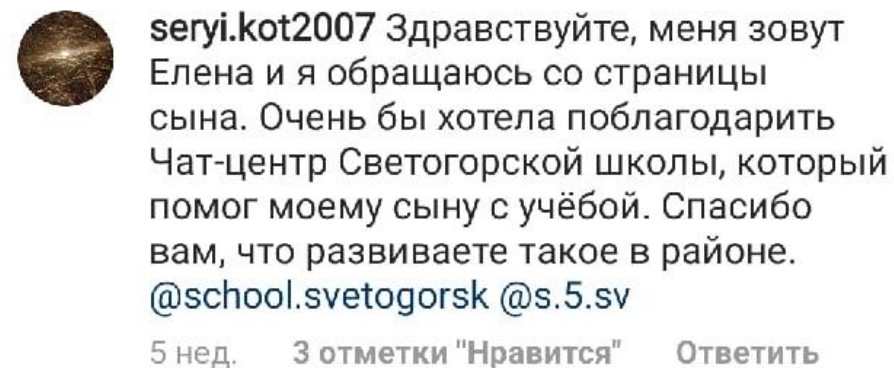 seryi.kot2007 Здравствуйте, меня зовут
Елена и я обращаюсь со страницы
сына. Очень бы хотела поблагодарить
Чат-центр Светогорской школы, который
помог моему сыну с учёбой. Спасибо
вам, что развиваете такое в районе.
@school.svetogorsk @s.5.sv
5 нед. 3 отметки "Нравится" Ответить